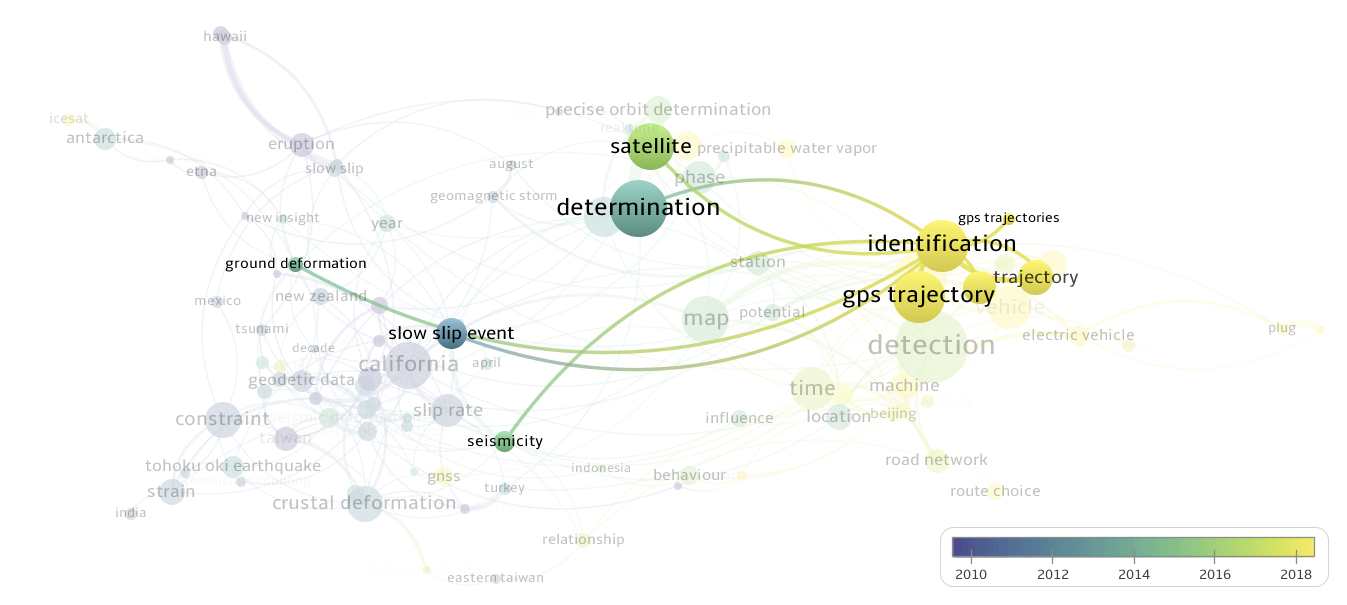 hawaii
precise orbit determination
icesat
antarctica
eruption
satellite
precipitable water vapor
slow slip
august
etna
phase
geomagnetic storm
determination
new insight
year
gps trajectories
identification
ground deformation
station
trajectory
new zealand
gps trajectory
mexico
vehicle
map
potential
tsunami
slow slip event
plug
electric vehicle
decade
detection
california
april
geodetic data
machine
time
constraint
slip rate
influence
location
beijing
taiwan
seismicity
road network
tohoku oki earthquake
indonesia
gnss
behaviour
strain
turkey
route choice
crustal deformation
india
relationship
eastern taiwan
2010 2012 2014 2016 2018